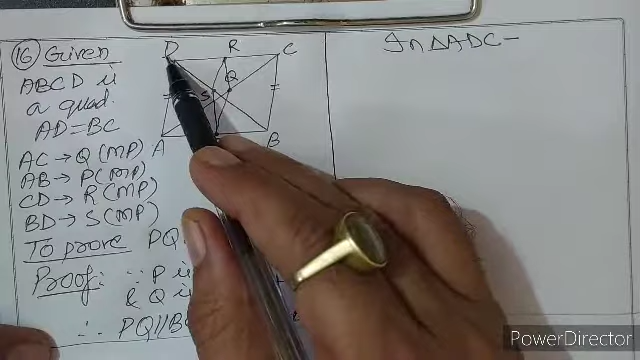 16 Given
ABCD is
a quad.
AD=BC
AC→Q(MP)
AB→P(MP)
CD→R(MP)
BD→S(MP)
To prove PQ
Proof: ∵ P is
& Q is
∴ PQ||BC
D R C
S Q
A B
In △ADC-
PowerDirector